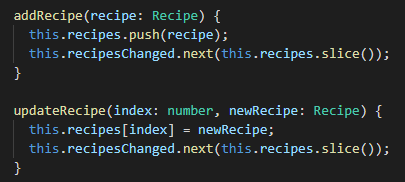 addRecipe(recipe: Recipe) {
  this.recipes.push(recipe);
  this.recipesChanged.next(this.recipes.slice());
}

updateRecipe(index: number, newRecipe: Recipe) {
  this.recipes[index] = newRecipe;
  this.recipesChanged.next(this.recipes.slice());
}